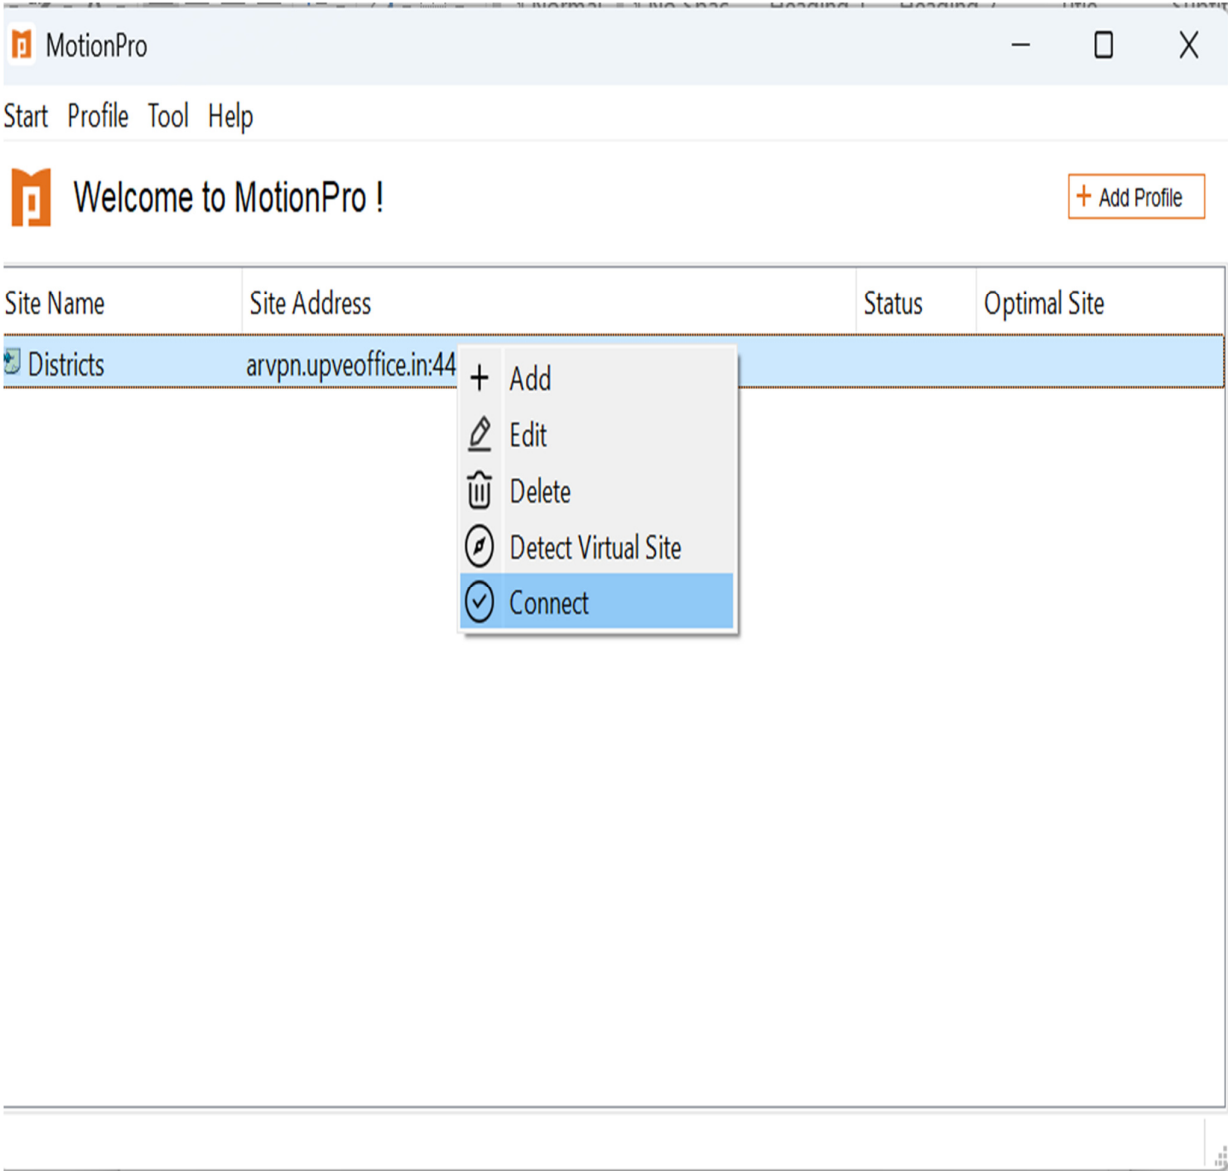 MotionPro
Start Profile Tool Help
Welcome to MotionPro !
+ Add Profile
Site Name Site Address Status Optimal Site
Districts arvpn.upveoffice.in:44
Add
Edit
Delete
Detect Virtual Site
Connect